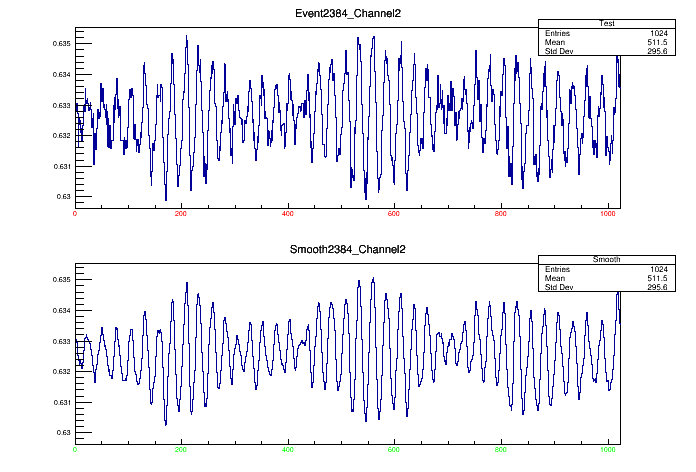 Event2384_Channel2
Test
Entries 1024
Mean 511.5
Std Dev 295.6
0.635
0.634
0.633
0.632
0.631
0.63
0 200 400 600 800 1000
Smooth2384_Channel2
Smooth
Entries 1024
Mean 511.5
Std Dev 295.6
0.635
0.634
0.633
0.632
0.631
0.63
0 200 400 600 800 1000